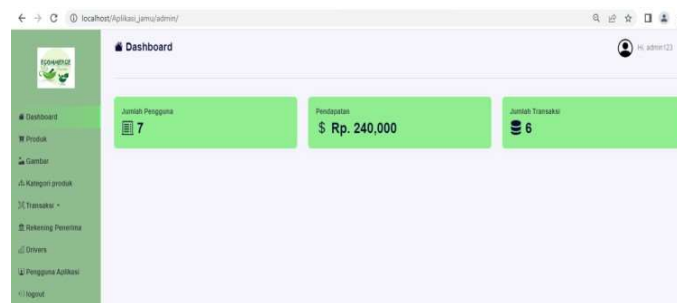 localhost/Aplikasi_jamu/admin/
ECOMMERCE
Dashboard
Hi, admin123
Dashboard
Produk
Gambar
Kategori produk
Transaksi
Rekening Penerima
Drivers
Pengguna Aplikasi
logout
Jumlah Pengguna
7
Pendapatan
$ Rp. 240,000
Jumlah Transaksi
6